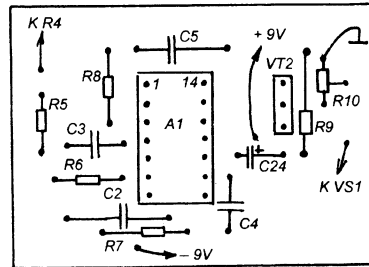 K R4
C5
+ 9V
VT2
R8
1
14
R5
R10
C3
A1
R9
R6
C24
+
K VS1
C2
C4
R7
– 9V